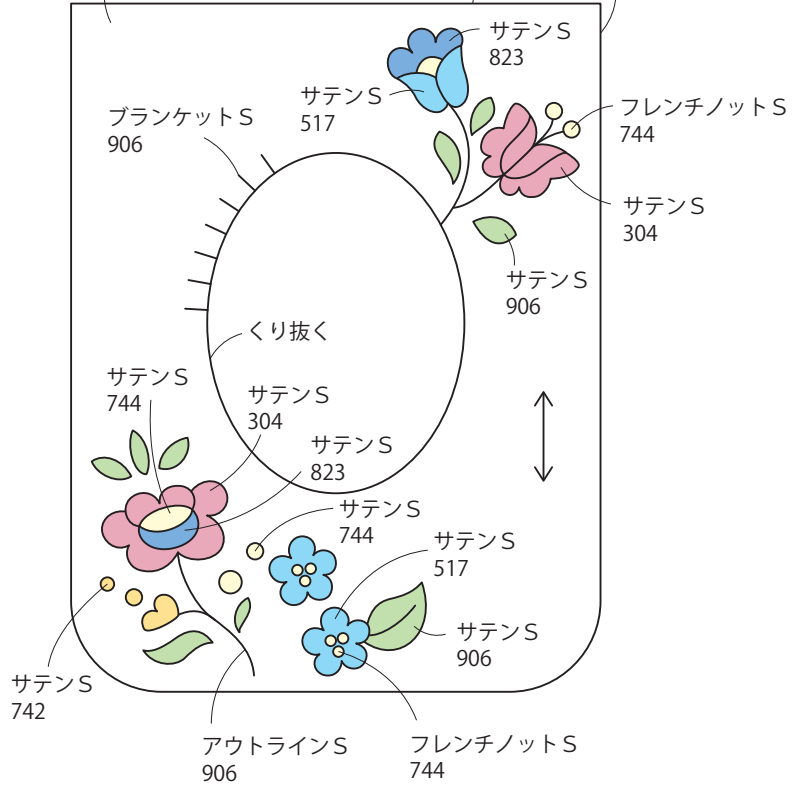 サテンS
823
サテンS
517
フレンチノットS
744
ブランケットS
906
サテンS
304
サテンS
906
くり抜く
サテンS
744
サテンS
304
サテンS
823
サテンS
744
サテンS
517
サテンS
906
サテンS
742
アウトラインS
906
フレンチノットS
744